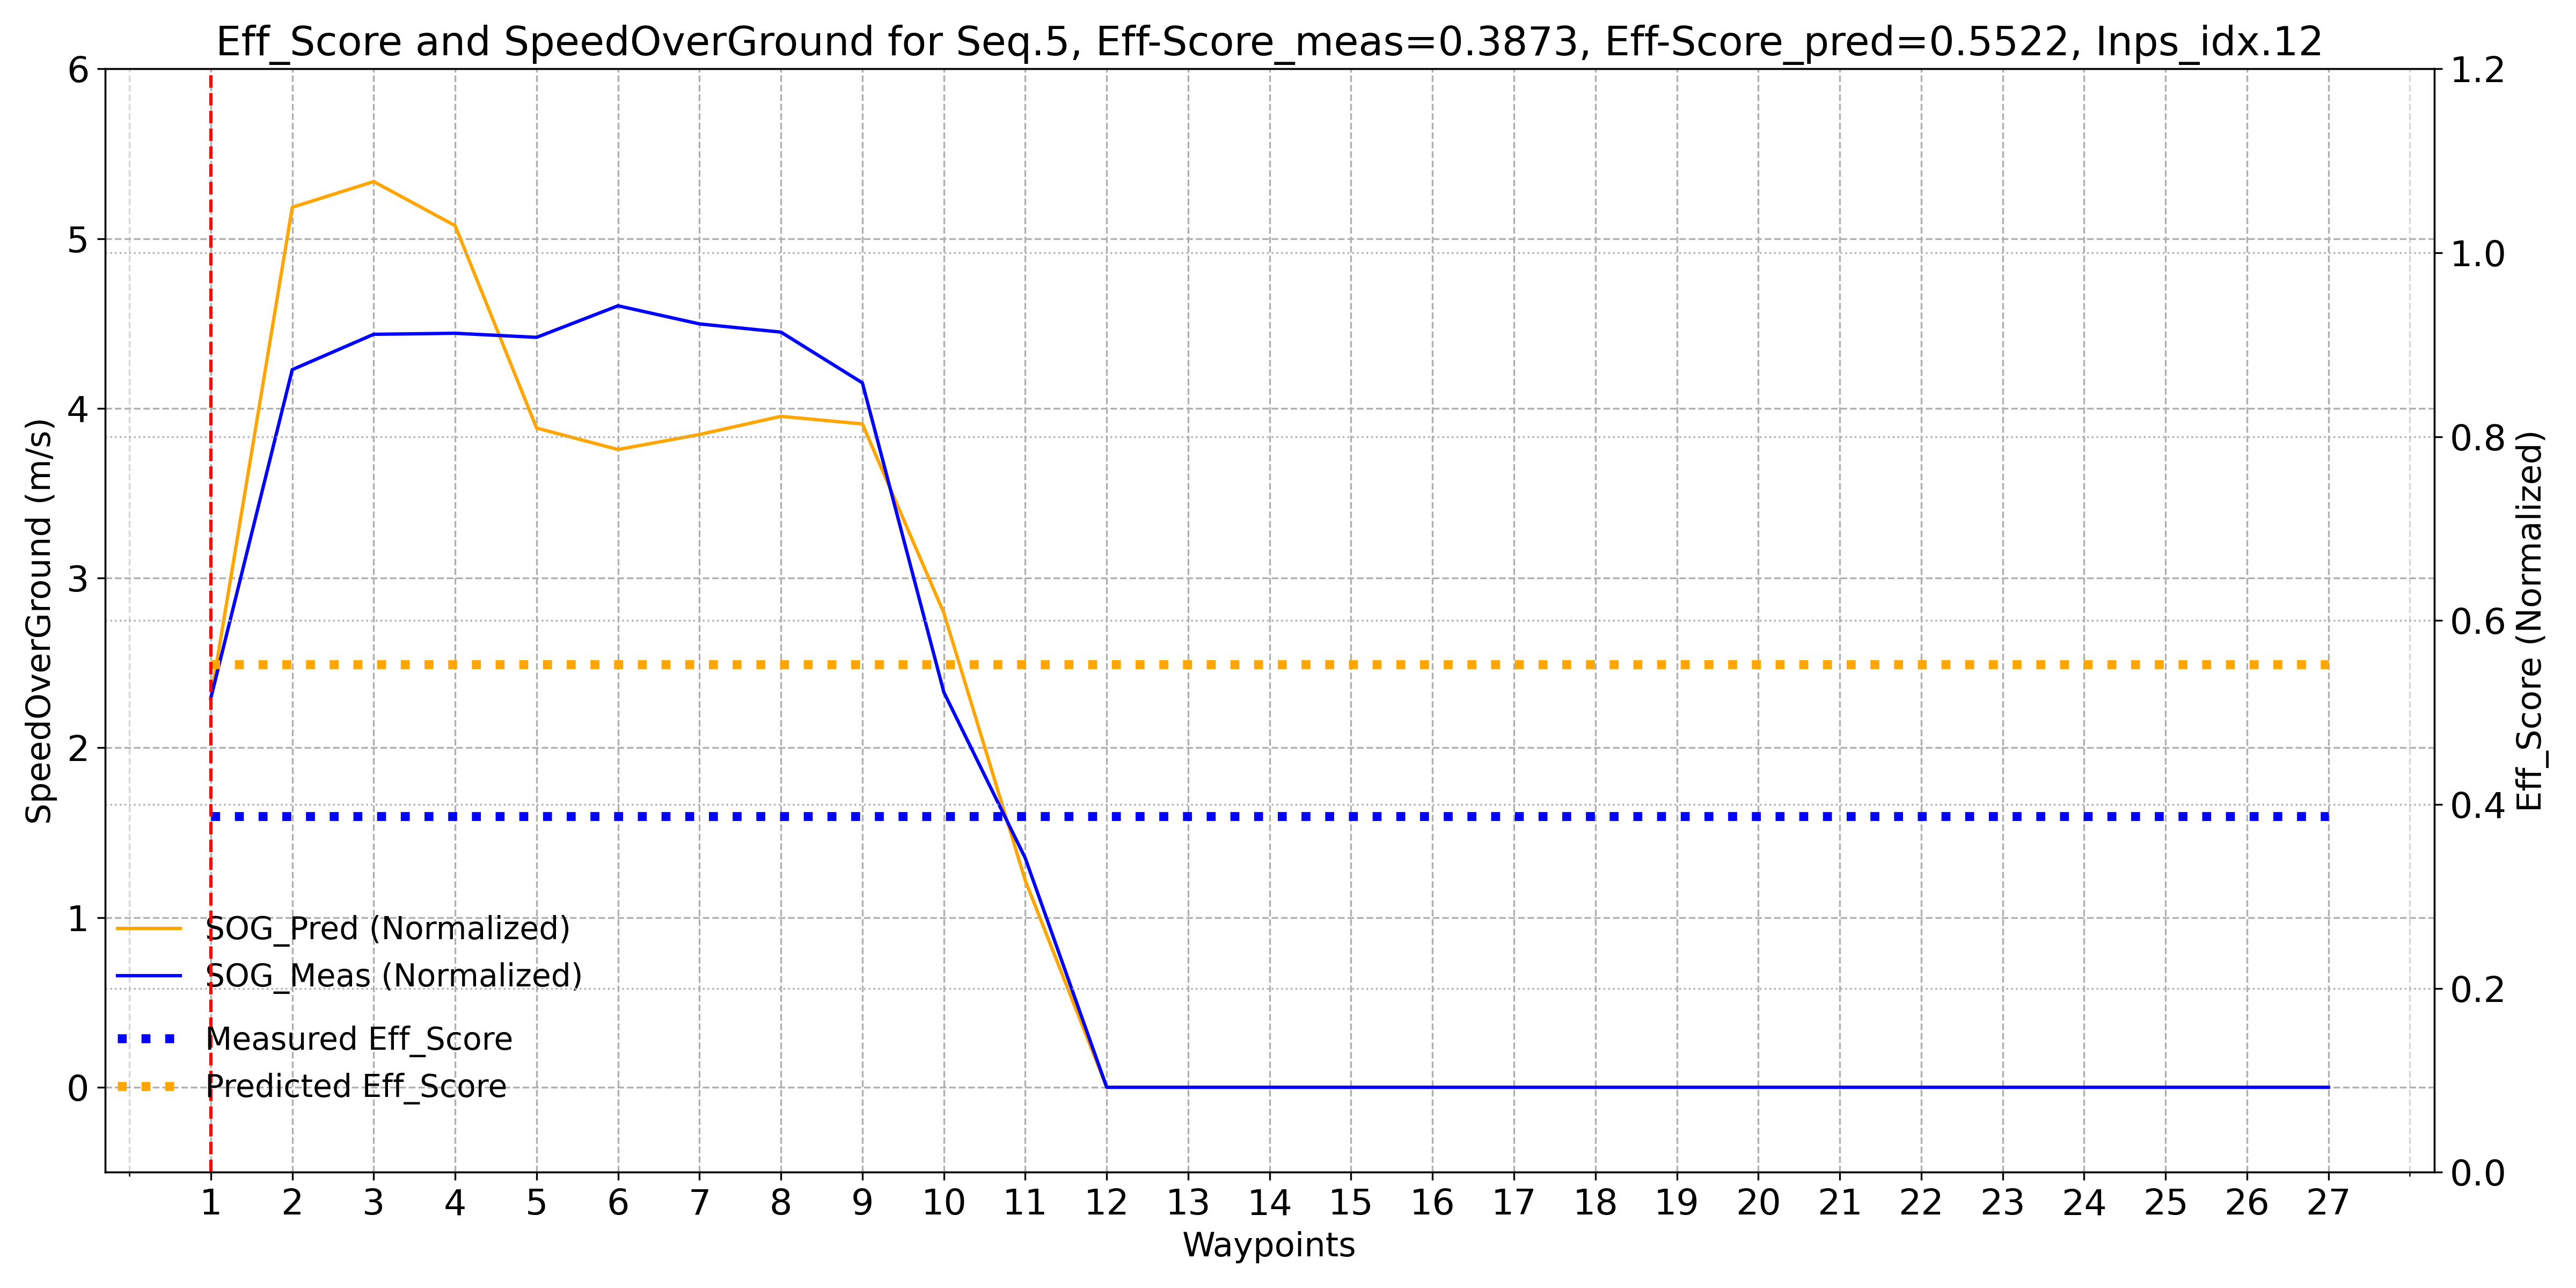 Eff_Score and SpeedOverGround for Seq.5, Eff-Score_meas=0.3873, Eff-Score_pred=0.5522, Inps_idx.12
6
5
4
3
2
1
0
SpeedOverGround (m/s)
1.2
1.0
0.8
0.6
0.4
0.2
0.0
Eff_Score (Normalized)
SOG_Pred (Normalized)
SOG_Meas (Normalized)
Measured Eff_Score
Predicted Eff_Score
1 2 3 4 5 6 7 8 9 10 11 12 13 14 15 16 17 18 19 20 21 22 23 24 25 26 27
Waypoints